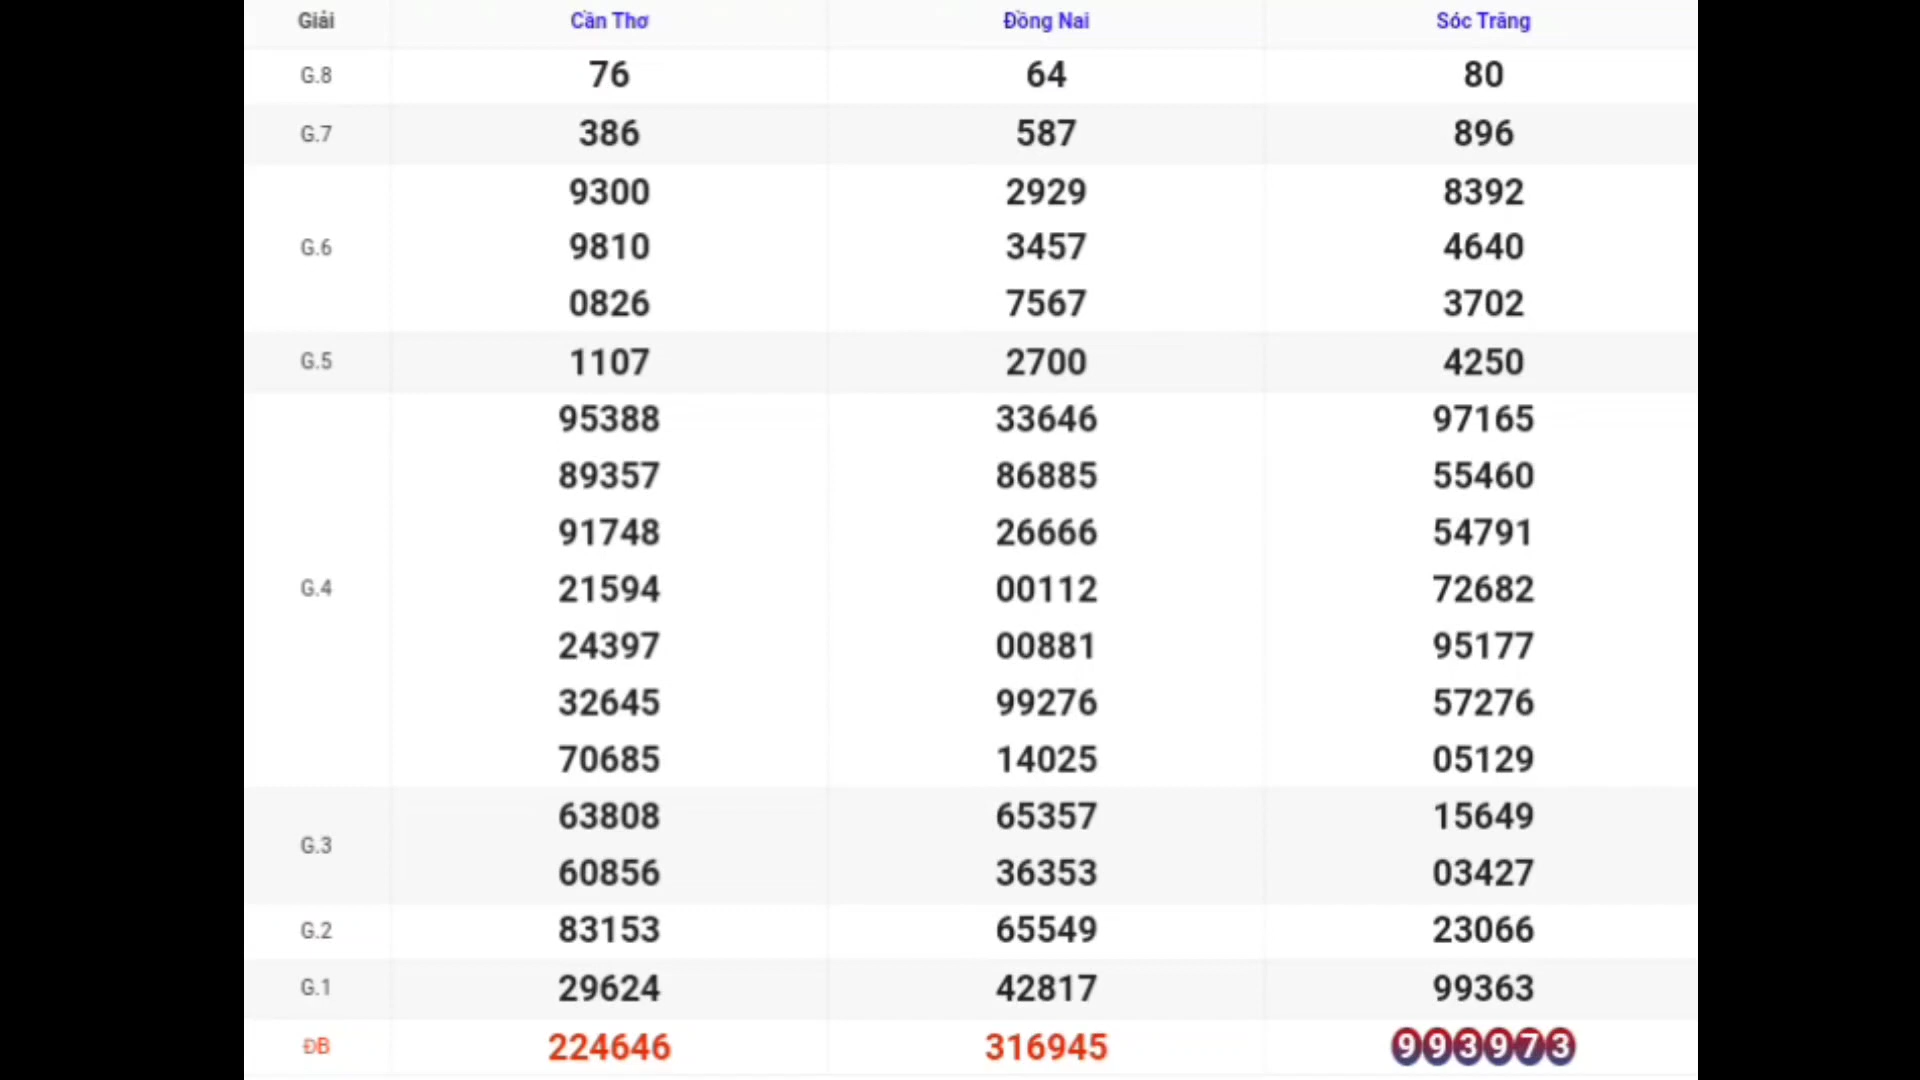 Giải Cần Thơ Đồng Nai Sóc Trăng
G.8 76 64 80
G.7 386 587 896
9300 2929 8392
G.6 9810 3457 4640
0826 7567 3702
G.5 1107 2700 4250
95388 33646 97165
89357 86885 55460
91748 26666 54791
G.4 21594 00112 72682
24397 00881 95177
32645 99276 57276
70685 14025 05129
63808 65357 15649
G.3
60856 36353 03427
G.2 83153 65549 23066
G.1 29624 42817 99363
ĐB 224646 316945 993973